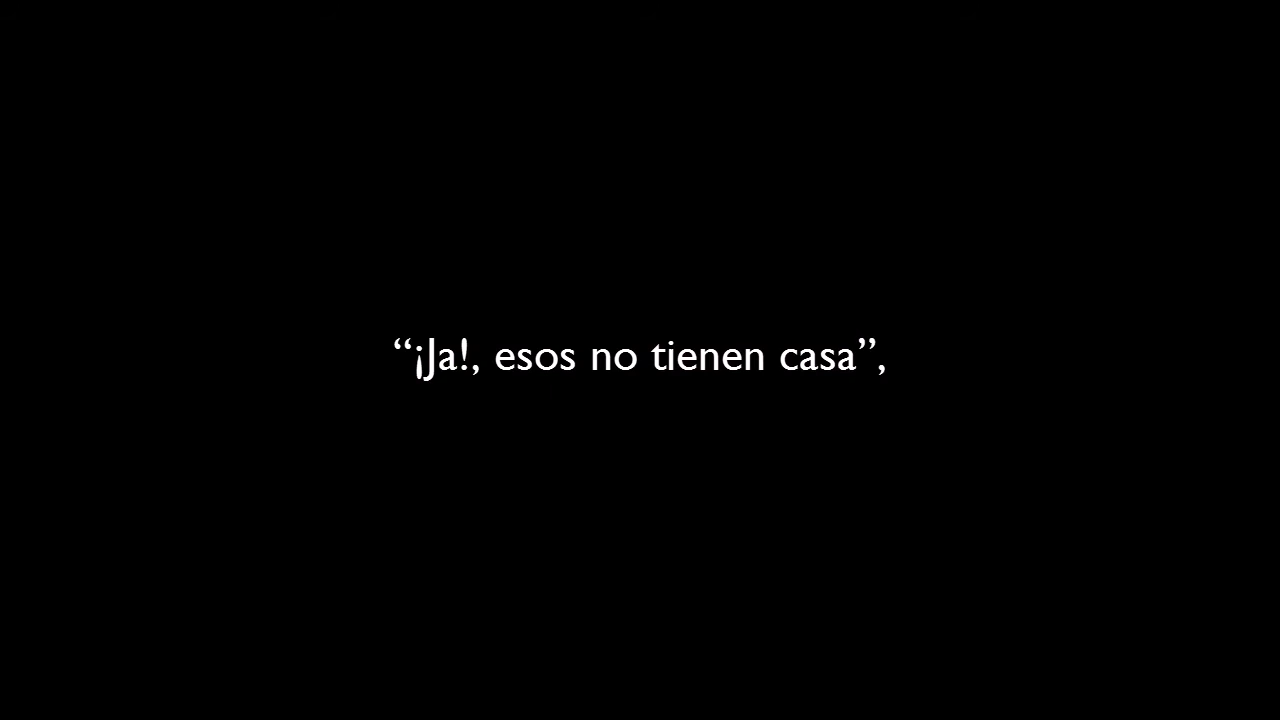 “¡Ja!, esos no tienen casa”,